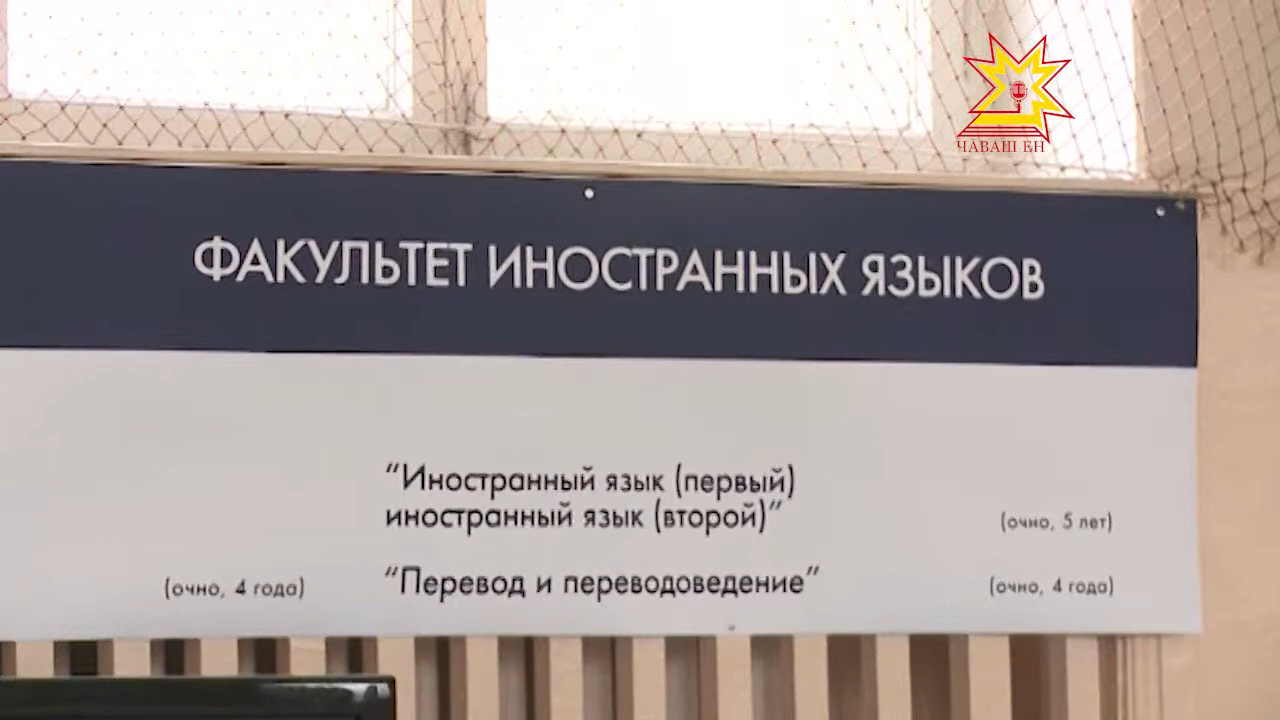 ЧӐВАШ ЕН
ФАКУЛЬТЕТ ИНОСТРАННЫХ ЯЗЫКОВ
“Иностранный язык (первый)
иностранный язык (второй)” (очно, 5 лет)
(очно, 4 года) “Перевод и переводоведение” (очно, 4 года)